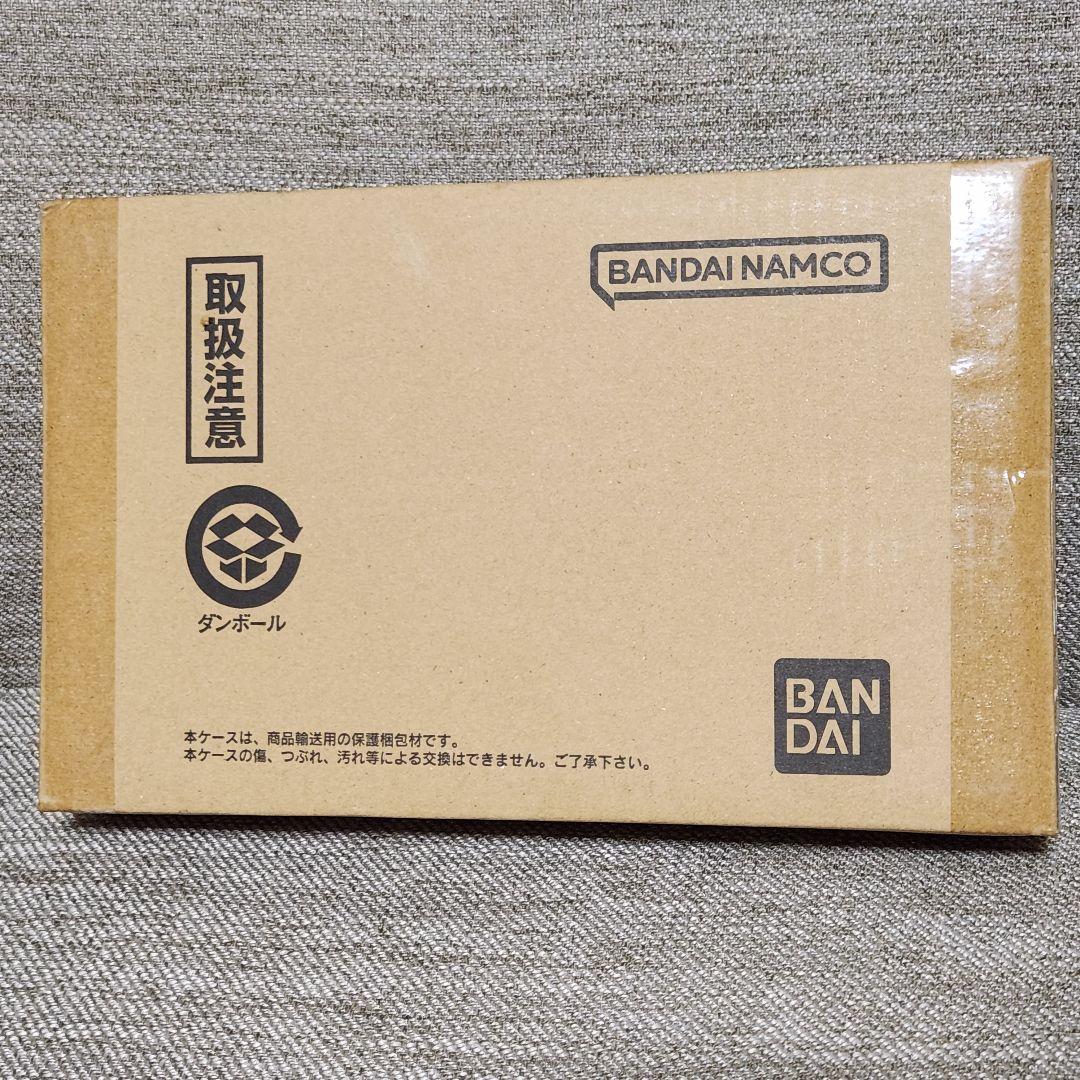 取扱注意
BANDAI NAMCO
ダンボール
BAN
DAI
本ケースは、商品輸送用の保護梱包材です。
本ケースの傷、つぶれ、汚れ等による交換はできません。ご了承下さい。